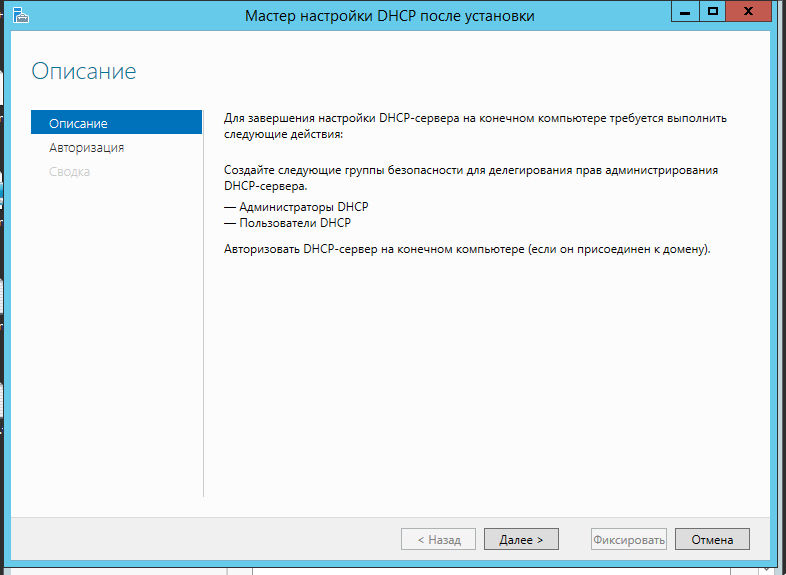 Мастер настройки DHCP после установки
Описание
Описание
Авторизация
Сводка
Для завершения настройки DHCP-сервера на конечном компьютере требуется выполнить
следующие действия:
Создайте следующие группы безопасности для делегирования прав администрирования
DHCP-сервера.
— Администраторы DHCP
— Пользователи DHCP
Авторизовать DHCP-сервер на конечном компьютере (если он присоединен к домену).
< Назад
Далее >
Фиксировать
Отмена